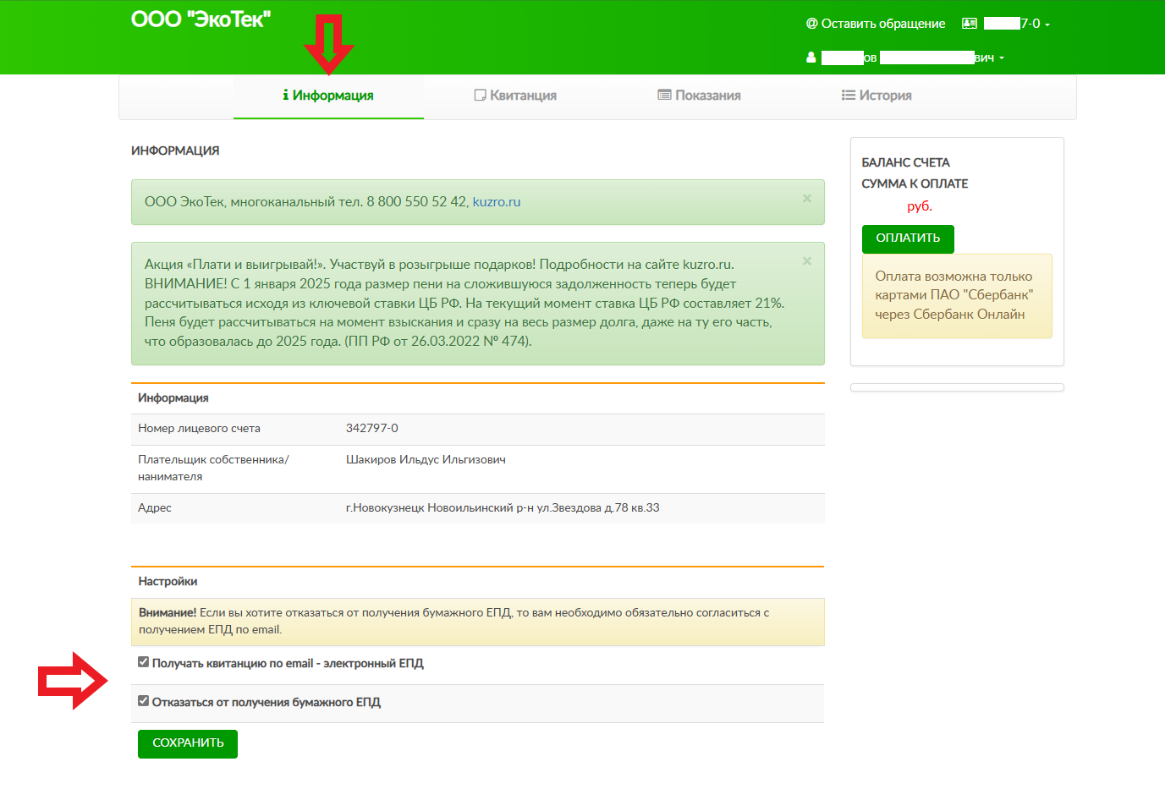 ООО "ЭкоТек"
Оставить обращение 7-0
ов вич
Информация Квитанция Показания История
ИНФОРМАЦИЯ
ООО ЭкоТек, многоканальный тел. 8 800 550 52 42, kuzro.ru
×
Акция «Плати и выигрывай!». Участвуй в розыгрыше подарков! Подробности на сайте kuzro.ru.
ВНИМАНИЕ! С 1 января 2025 года размер пени на сложившуюся задолженность теперь будет
рассчитываться исходя из ключевой ставки ЦБ РФ. На текущий момент ставка ЦБ РФ составляет 21%.
Пеня будет рассчитываться на момент взыскания и сразу на весь размер долга, даже на ту его часть,
что образовалась до 2025 года. (ПП РФ от 26.03.2022 № 474).
×
Информация
Номер лицевого счета 342797-0
Плательщик собственника/
нанимателя
Шакиров Ильдус Ильгизович
Адрес г.Новокузнецк Новоильинский р-н ул.Звездова д.78 кв.33
Настройки
Внимание! Если вы хотите отказаться от получения бумажного ЕПД, то вам необходимо обязательно согласиться с
получением ЕПД по email.
Получать квитанцию по email - электронный ЕПД
Отказаться от получения бумажного ЕПД
СОХРАНИТЬ
БАЛАНС СЧЕТА
СУММА К ОПЛАТЕ
руб.
ОПЛАТИТЬ
Оплата возможна только
картами ПАО "Сбербанк"
через Сбербанк Онлайн